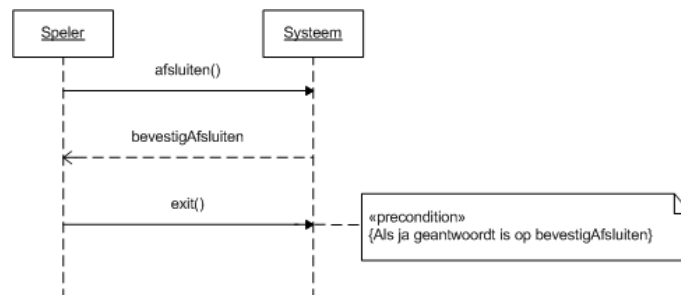 Speler
Systeem
afsluiten()
bevestigAfsluiten
exit()
«precondition»
{Als ja geantwoordt is op bevestigAfsluiten}